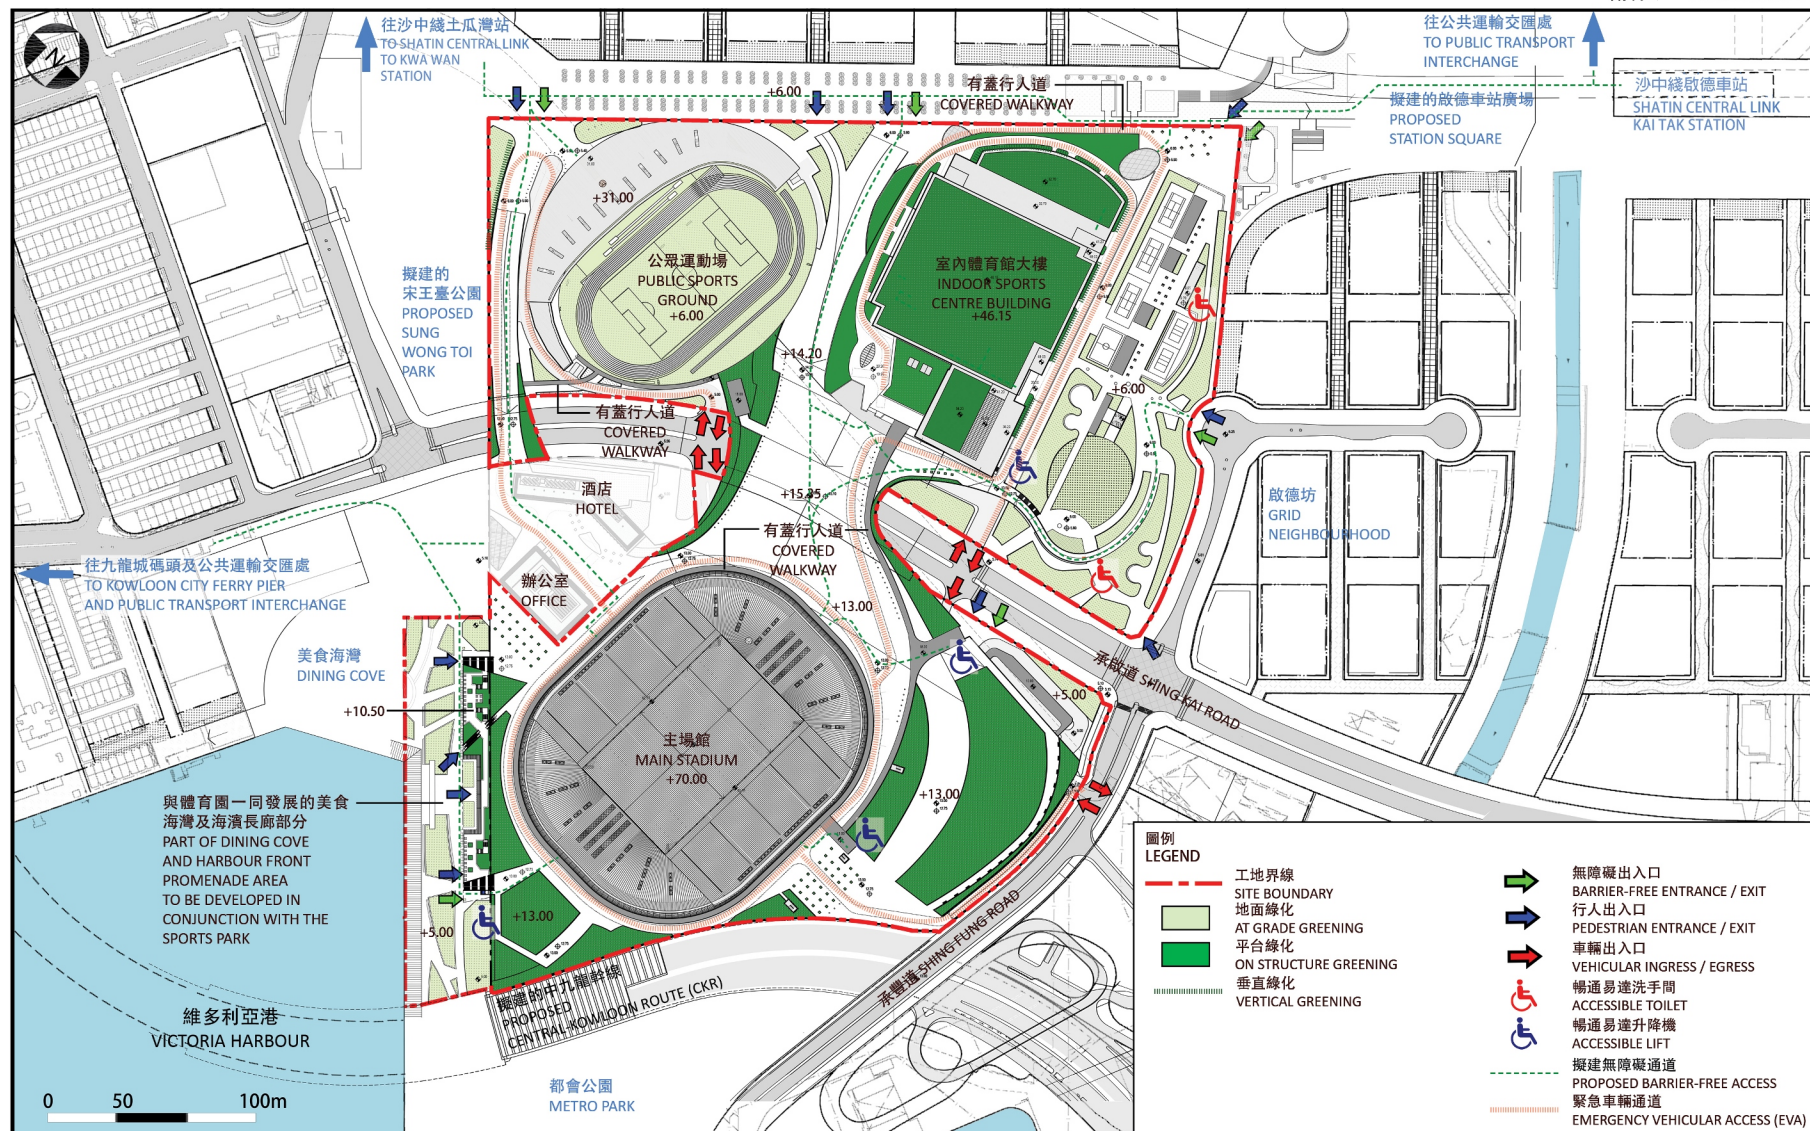 往沙中綫土瓜灣站
TO SHATIN CENTRAL LINK
TO KWA WAN
STATION
往公共運輸交匯處
TO PUBLIC TRANSPORT
INTERCHANGE
沙中綫啟德車站
SHATIN CENTRAL LINK
KAI TAK STATION
擬建的啟德車站廣場
PROPOSED
STATION SQUARE
N
+6.00
有蓋行人道
COVERED WALKWAY
+31.00
公眾運動場
PUBLIC SPORTS
GROUND
+6.00
室內體育館大樓
INDOOR SPORTS
CENTRE BUILDING
+46.15
擬建的
宋王臺公園
PROPOSED
SUNG
WONG TOI
PARK
+14.20
+6.00
有蓋行人道
COVERED
WALKWAY
酒店
HOTEL
+15.35
有蓋行人道
COVERED
WALKWAY
啟德坊
GRID
NEIGHBOURHOOD
往九龍城碼頭及公共運輸交匯處
TO KOWLOON CITY FERRY PIER
AND PUBLIC TRANSPORT INTERCHANGE
辦公室
OFFICE
+13.00
美食海灣
DINING COVE
+10.50
承啟道 SHING KAI ROAD
+5.00
主場館
MAIN STADIUM
+70.00
+13.00
與體育園一同發展的美食
海灣及海濱長廊部分
PART OF DINING COVE
AND HARBOUR FRONT
PROMENADE AREA
TO BE DEVELOPED IN
CONJUNCTION WITH THE
SPORTS PARK
+13.00
+5.00
承豐道 SHING FUNG ROAD
擬建的中九龍幹線
PROPOSED
CENTRAL KOWLOON ROUTE (CKR)
維多利亞港
VICTORIA HARBOUR
都會公園
METRO PARK
0 50 100m
圖例
LEGEND
工地界線
SITE BOUNDARY
地面綠化
AT GRADE GREENING
平台綠化
ON STRUCTURE GREENING
垂直綠化
VERTICAL GREENING
無障礙出入口
BARRIER-FREE ENTRANCE / EXIT
行人出入口
PEDESTRIAN ENTRANCE / EXIT
車輛出入口
VEHICULAR INGRESS / EGRESS
暢通易達洗手間
ACCESSIBLE TOILET
暢通易達升降機
ACCESSIBLE LIFT
擬建無障礙通道
PROPOSED BARRIER-FREE ACCESS
緊急車輛通道
EMERGENCY VEHICULAR ACCESS (EVA)